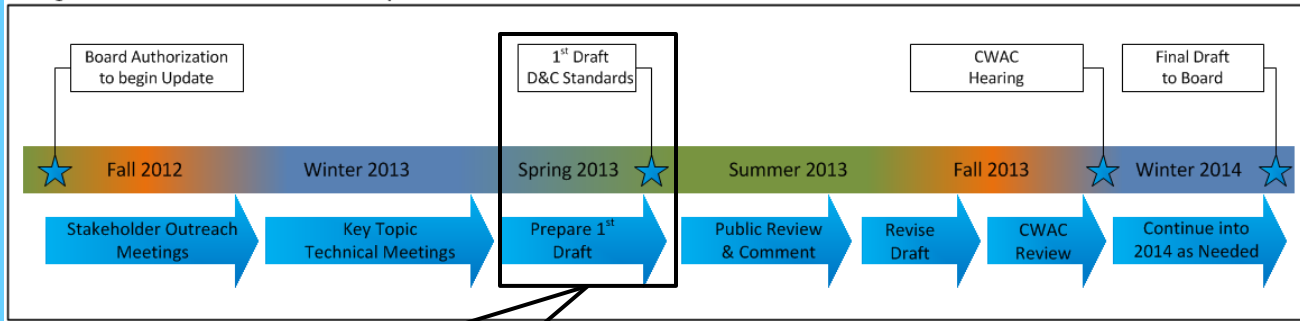 Board Authorization
to begin Update
1st Draft
D&C Standards
CWAC
Hearing
Final Draft
to Board
Fall 2012
Winter 2013
Spring 2013
Summer 2013
Fall 2013
Winter 2014
Stakeholder Outreach
Meetings
Key Topic
Technical Meetings
Prepare 1st
Draft
Public Review
& Comment
Revise
Draft
CWAC
Review
Continue into
2014 as Needed